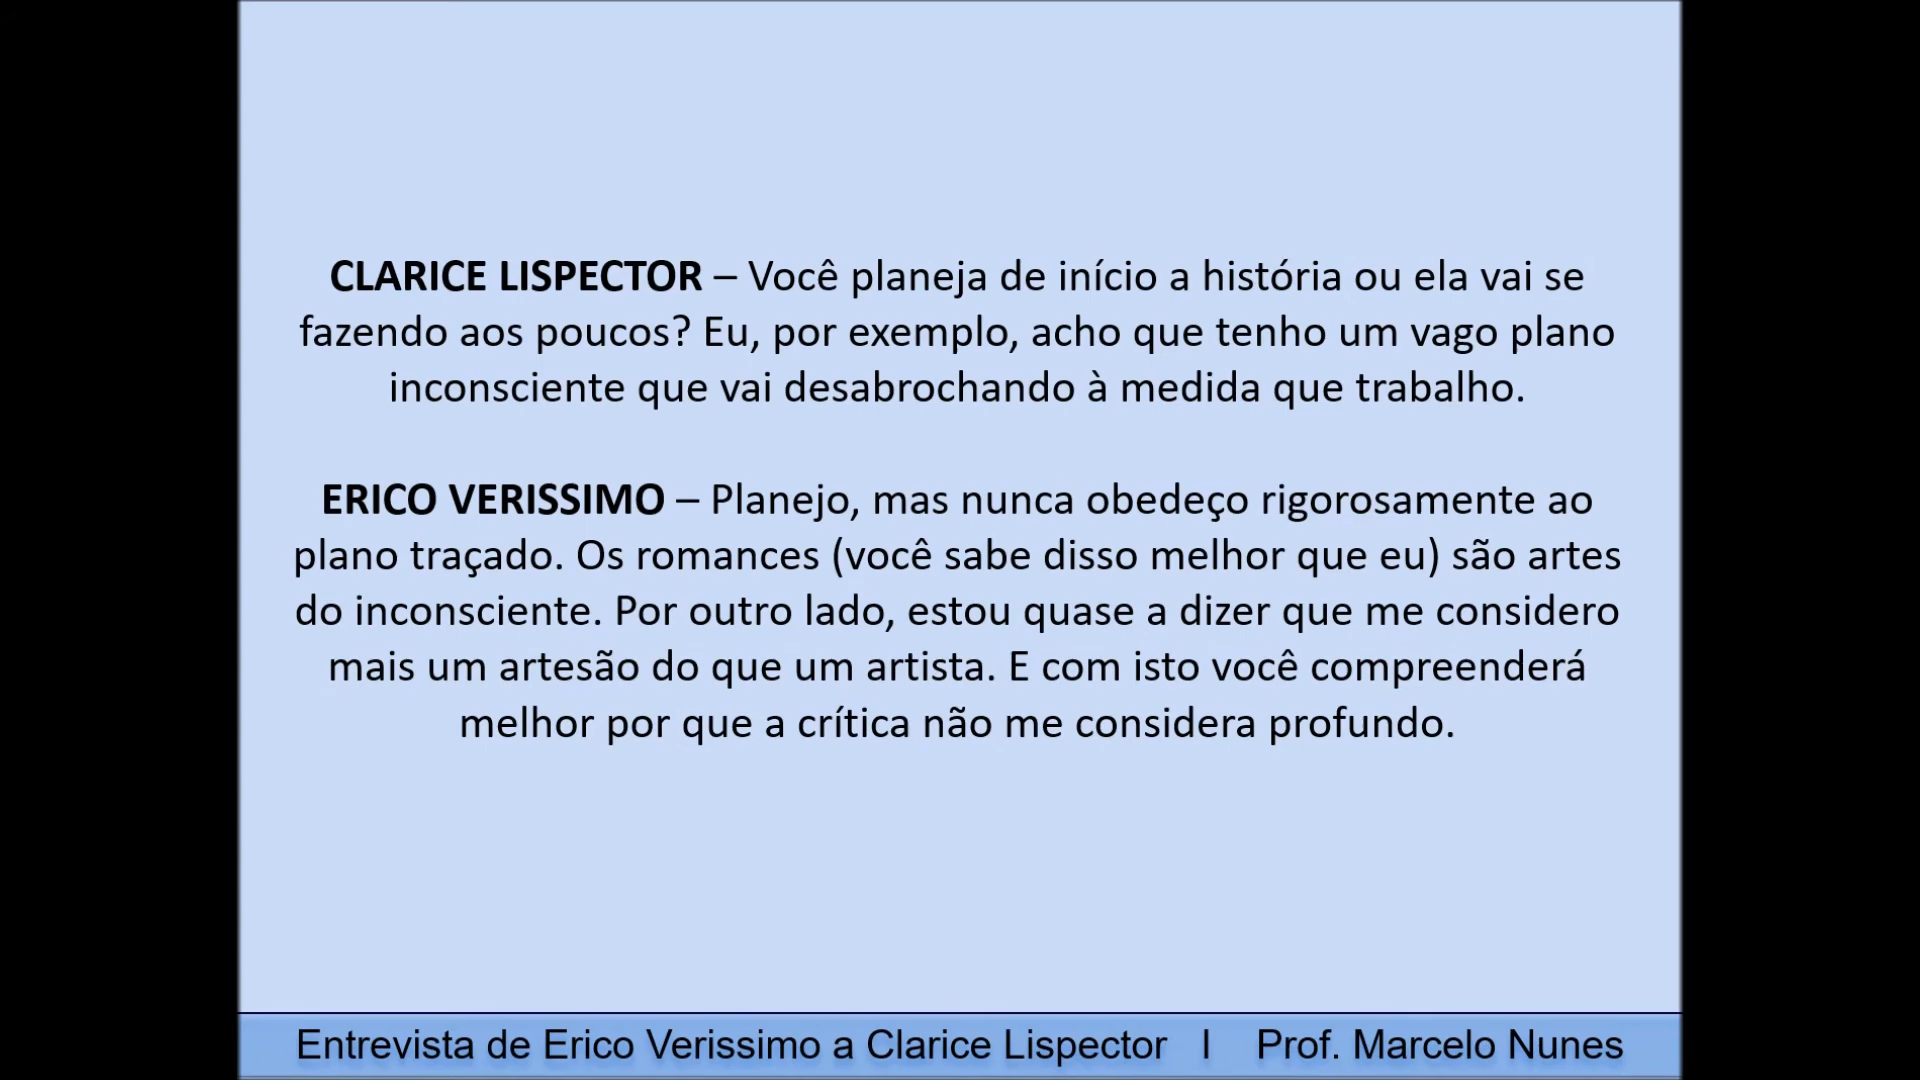 CLARICE LISPECTOR – Você planeja de início a história ou ela vai se
fazendo aos poucos? Eu, por exemplo, acho que tenho um vago plano
inconsciente que vai desabrochando à medida que trabalho.
ERICO VERISSIMO – Planejo, mas nunca obedeço rigorosamente ao
plano traçado. Os romances (você sabe disso melhor que eu) são artes
do inconsciente. Por outro lado, estou quase a dizer que me considero
mais um artesão do que um artista. E com isto você compreenderá
melhor por que a crítica não me considera profundo.
Entrevista de Erico Verissimo a Clarice Lispector I Prof. Marcelo Nunes